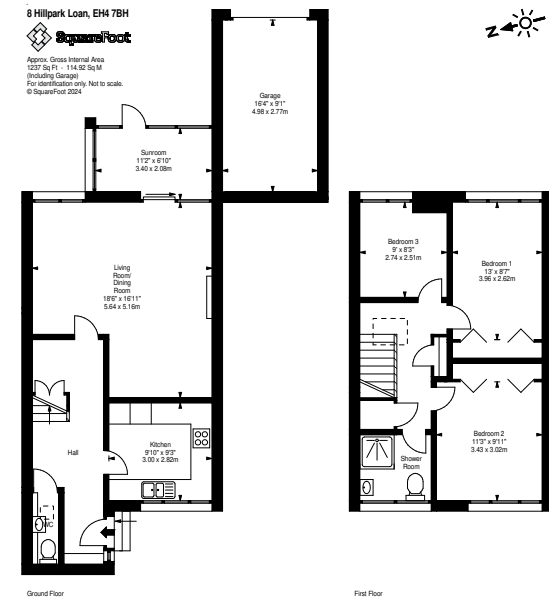 8 Hillpark Loan, EH4 7BH
SquareFoot
Approx. Gross Internal Area
1237 Sq Ft - 114.92 Sq M
(Including Garage)
For identification only. Not to scale.
© SquareFoot 2024
N
Garage
16'4" x 9'1"
4.98 x 2.77m
Sunroom
11'2" x 6'10"
3.40 x 2.08m
Living
Room/
Dining
Room
18'6" x 16'11"
5.64 x 5.16m
Kitchen
9'10" x 9'3"
3.00 x 2.82m
Hall
WC
Ground Floor
Bedroom 3
9' x 8'3"
2.74 x 2.51m
Bedroom 1
13' x 8'7"
3.96 x 2.62m
Bedroom 2
11'3" x 9'11"
3.43 x 3.02m
Shower
Room
First Floor